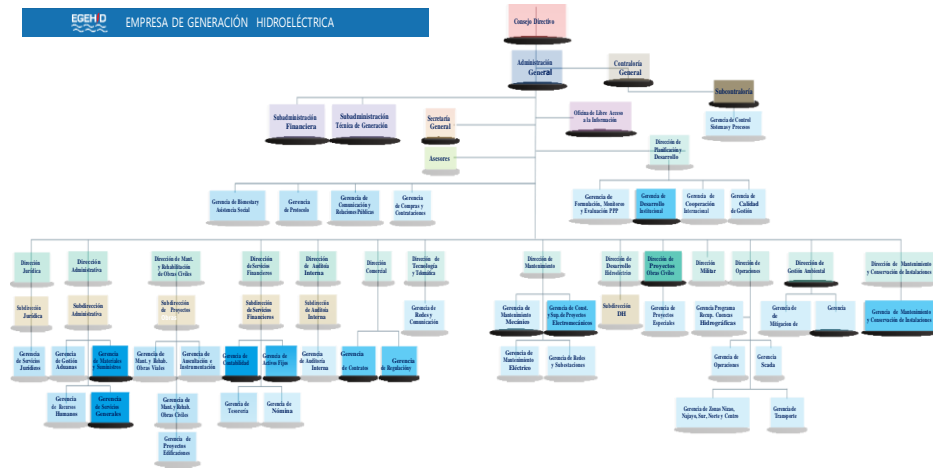 EGEHID
EMPRESA DE GENERACIÓN HIDROELÉCTRICA
Consejo Directivo
Administración
General
Contraloría
General
Subcontraloría
Gerencia de Control
Sistemas y Procesos
Subadministración
Financiera
Subadministración
Técnica de Generación
Secretaría
General
Oficina de Libre Acceso
a la Información
Asesores
Dirección de
Planificación y
Desarrollo
Gerencia de Bienestar y
Asistencia Social
Gerencia
de Protocolo
Gerencia de
Comunicación y
Relaciones Públicas
Gerencia
de Compras y
Contrataciones
Gerencia de
Formulación, Monitoreo
y Evaluación PPP
Gerencia de
Desarrollo
Institucional
Gerencia de
Cooperación
Internacional
Gerencia de
Calidad
de Gestión
Dirección
Jurídica
Dirección
Administrativa
Dirección de Mant.
y Rehabilitación
de Obras Civiles
Dirección
de Servicios
Financieros
Dirección
de Auditoía
Interna
Dirección
Comercial
Dirección
de Tecnología
y Telemática
Dirección de
Mantenimiento
Dirección
de Desarrollo
Hidroeléctrico
Dirección de
Proyectos
Obras Civiles
Dirección
Militar
Dirección
de Operaciones
Dirección de
Gestión Ambiental
Dirección de Mantenimiento
y Conservación de Instalaciones
Subdirección
Jurídica
Subdirección
Administrativa
Subdirección
de Proyectos
Subdirección
de Servicios
Financieros
Subdirección
de Auditoía
Interna
Gerencia de
Redes y
Comunicación
Gerencia de
Mantenimiento
Mecánico
Gerencia de Const.
y Sup. de Proyectos
Electromecánicos
Subdirección
DH
Gerencia de
Proyectos
Especiales
Gerencia Programa
Recup. Cuencas
Hidrográficas
Gerencia de
de
Mitigacion de
Gerencia
Gerencia de Mantenimiento
y Conservación de Instalaciones
Gerencia
de Servicios
Jurídicos
Gerencia
de Gestión
Aduanas
Gerencia
de Materiales
y Suministros
Gerencia de
Mant. y Rehab.
Obras Viales
Gerencia de
Auscultación e
Instrumentación
Gerencia de
Contabilidad
Gerencia de
Activos Fijos
Gerencia
de Auditoría
Interna
Gerencia
de Contratos
Gerencia
de Regulación y
Gerencia de
Mantenimiento
Eléctrico
Gerencia de Redes
y Subestaciones
Gerencia de
Operaciones
Gerencia
Scada
Gerencia
de Recursos
Humanos
Gerencia
de Servicio
Generales
Gerencia de
Mant. y Rehab.
Obras Civiles
Gerencia de
Tesorería
Gerencia de
Nómina
Gerencia de Zonas Nizao,
Najayo, Sur, Norte y Centro
Gerencia de
Transporte
Gerencia de
Proyectos
Edificaciones